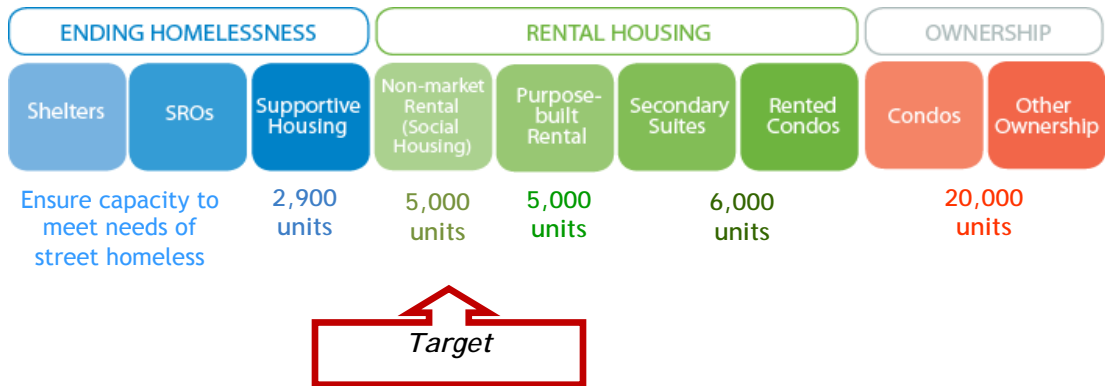 ENDING HOMELESSNESS
RENTAL HOUSING
OWNERSHIP
Shelters
SROs
Supportive
Housing
Non-market
Rental
(Social
Housing)
Purpose-
built
Rental
Secondary
Suites
Rented
Condos
Condos
Other
Ownership
Ensure capacity to
meet needs of
street homeless
2,900
units
5,000
units
5,000
units
6,000
units
20,000
units
Target